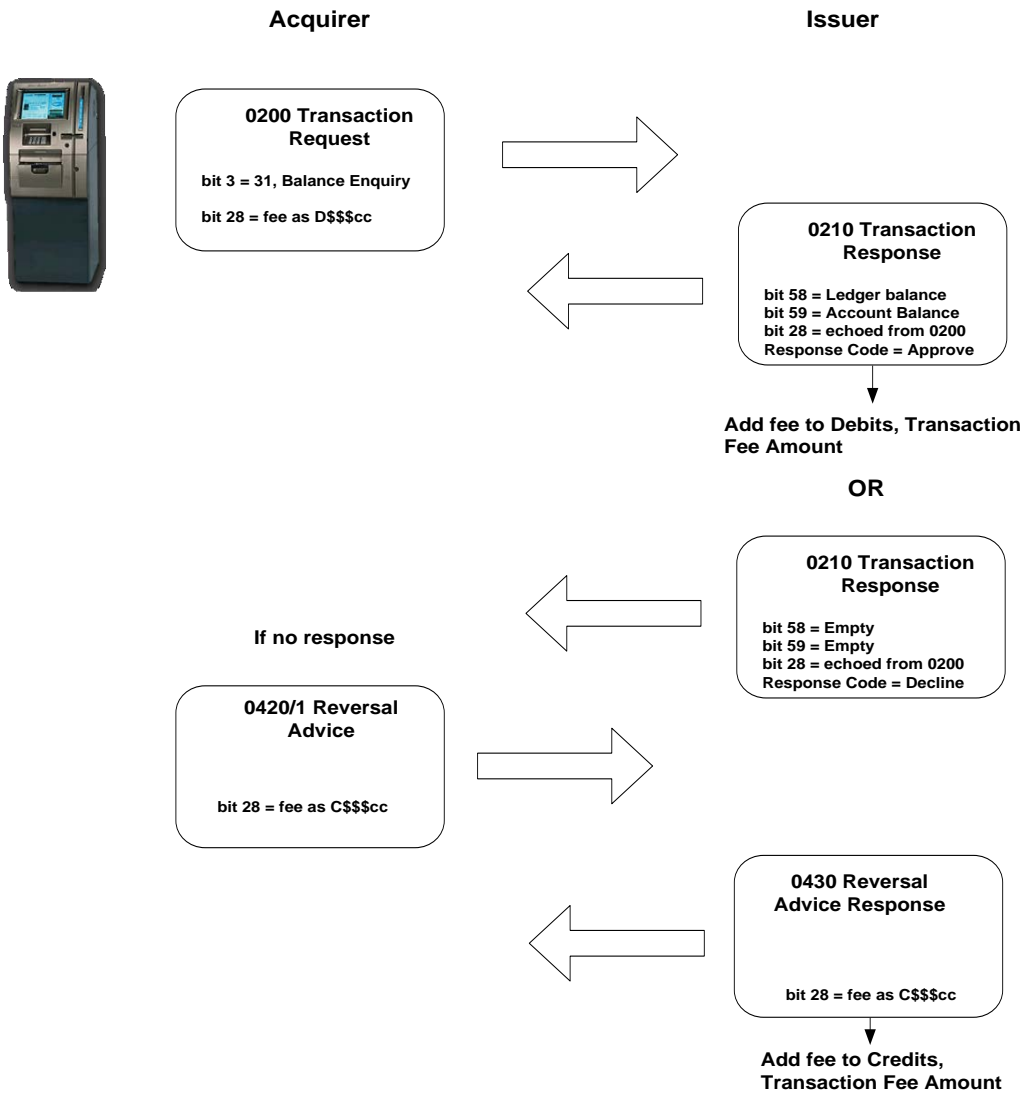 Acquirer
Issuer
0200 Transaction
Request
bit 3 = 31, Balance Enquiry
bit 28 = fee as D$$$cc
0210 Transaction
Response
bit 58 = Ledger balance
bit 59 = Account Balance
bit 28 = echoed from 0200
Response Code = Approve
Add fee to Debits, Transaction
Fee Amount
OR
0210 Transaction
Response
bit 58 = Empty
bit 59 = Empty
bit 28 = echoed from 0200
Response Code = Decline
If no response
0420/1 Reversal
Advice
bit 28 = fee as C$$$cc
0430 Reversal
Advice Response
bit 28 = fee as C$$$cc
Add fee to Credits,
Transaction Fee Amount